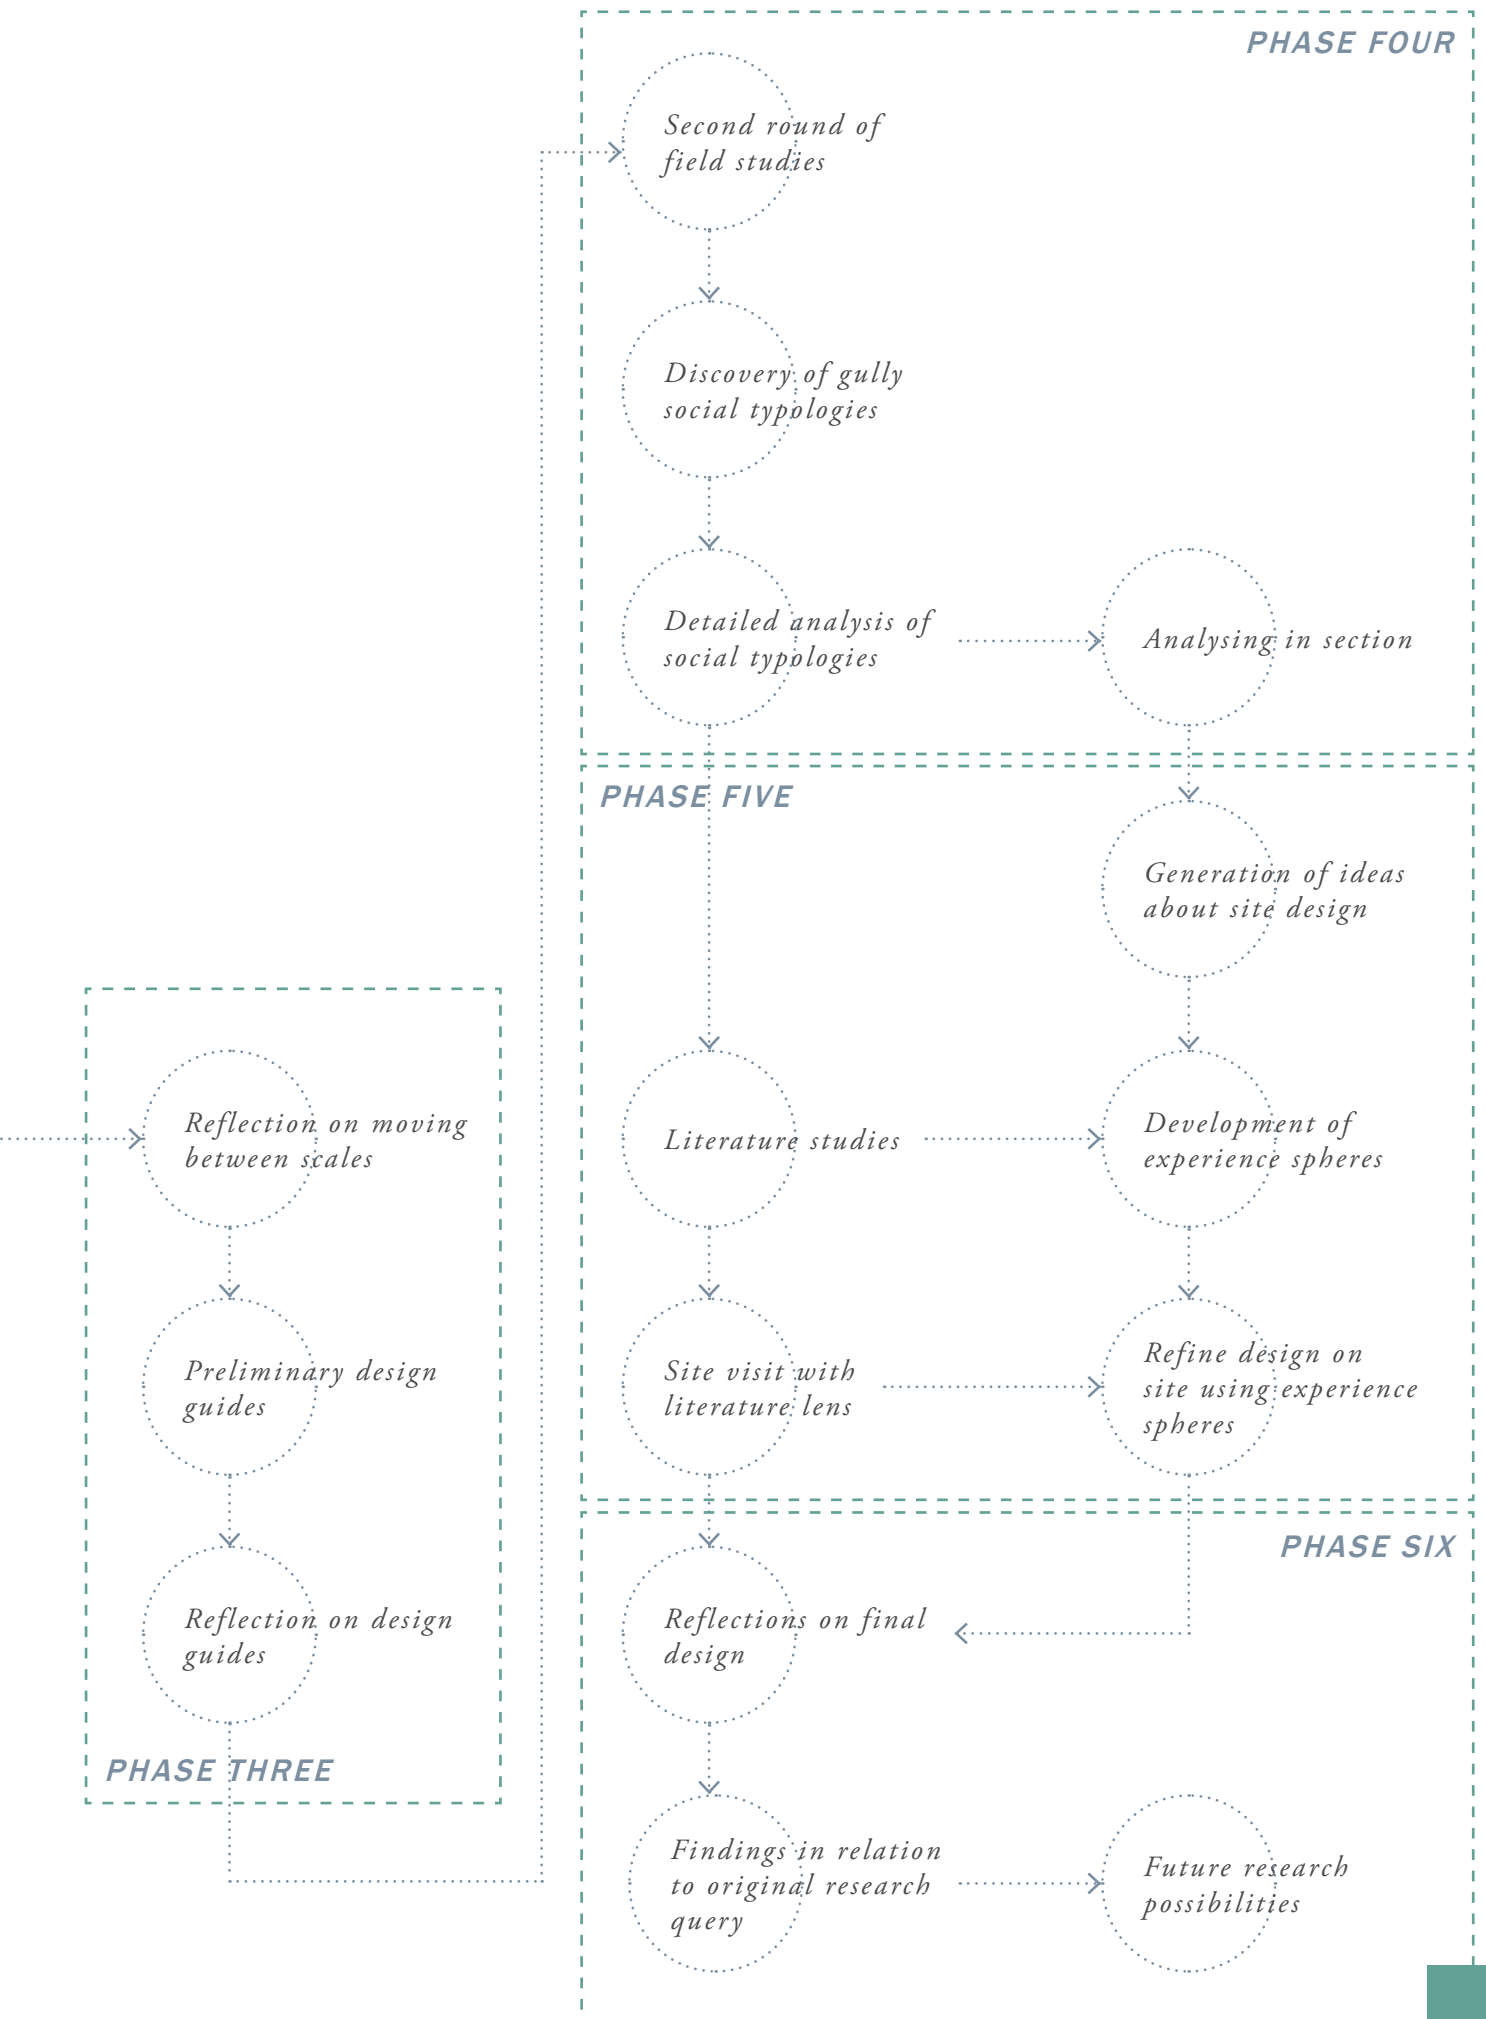 PHASE FOUR
Second round of
field studies
Discovery of gully
social typologies
Detailed analysis of
social typologies
Analysing in section
PHASE FIVE
Generation of ideas
about site design
Reflection on moving
between scales
Literature studies
Development of
experience spheres
Preliminary design
guides
Site visit with
literature lens
Refine design on
site using experience
spheres
PHASE SIX
Reflection on design
guides
Reflections on final
design
PHASE THREE
Findings in relation
to original research
query
Future research
possibilities